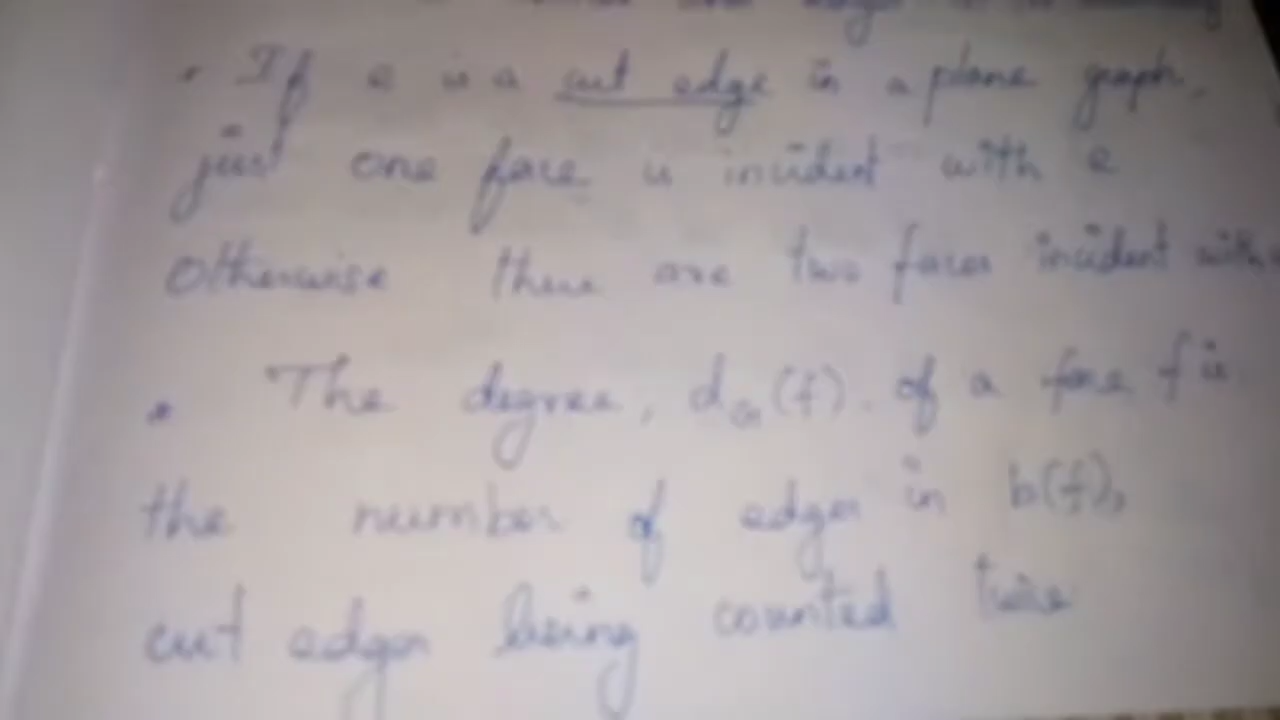 • If e is a cut edge in a plane graph,
just one face is incident with e
otherwise there are two faces incident with
• The degree, dG(f) of a face f is
the number of edges in b(f),
cut edges being counted twice